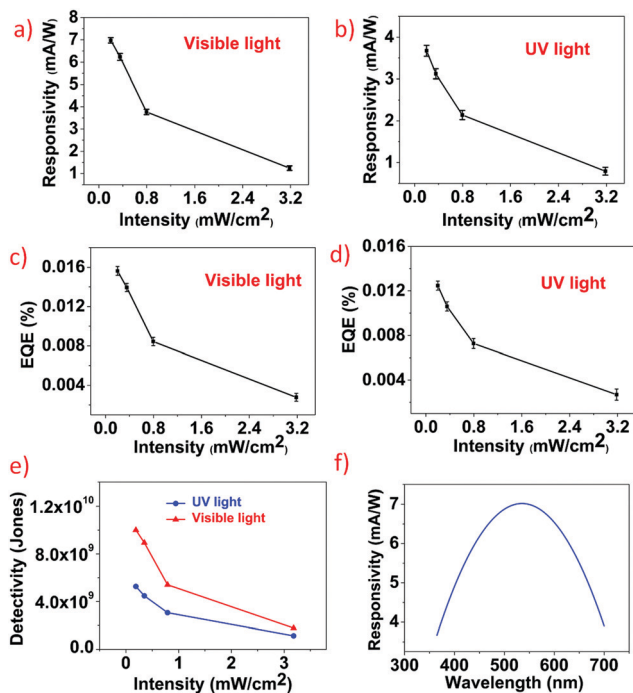 a)
Visible light
Responsivity (mA/W)
8
7
6
5
4
3
2
1
0.0 0.8 1.6 2.4 3.2
Intensity (mW/cm²)
b)
UV light
Responsivity (mA/W)
4
3
2
1
0.0 0.8 1.6 2.4 3.2
Intensity (mW/cm²)
c)
Visible light
EQE (%)
0.016
0.012
0.008
0.004
0.0 0.8 1.6 2.4 3.2
Intensity (mW/cm²)
d)
UV light
EQE (%)
0.016
0.012
0.008
0.004
0.0 0.8 1.6 2.4 3.2
Intensity (mW/cm²)
e)
UV light
Visible light
Detectivity (Jones)
1.2x10¹⁰
8.0x10⁹
4.0x10⁹
0.0
0 1 2 3
Intensity (mW/cm²)
f)
Responsivity (mA/W)
7
6
5
4
300 400 500 600 700
Wavelength (nm)